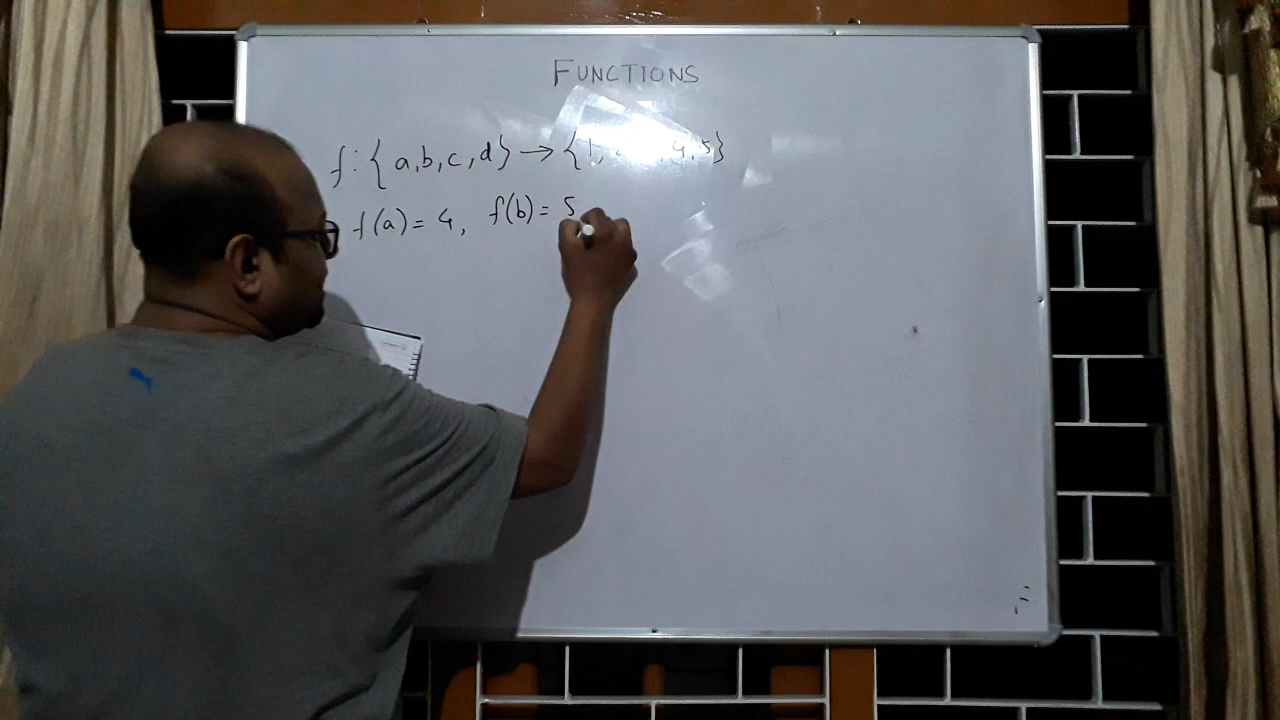 FUNCTIONS
f: {a,b,c,d} → {1, 4,5}
f(a) = 4, f(b) = 5